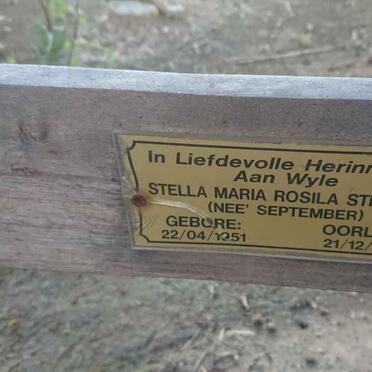 In Liefdevolle Herinn
Aan Wyle
STELLA MARIA ROSILA ST
(NEE' SEPTEMBER)
GEBORE: OORL
22/04/1951 21/12/